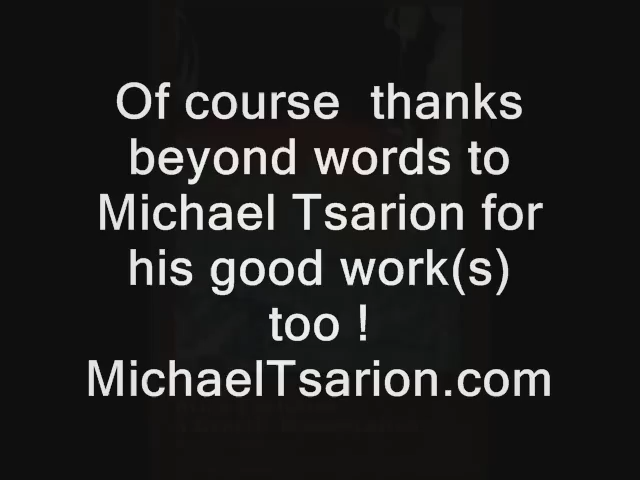 Of course  thanks
beyond words to
Michael Tsarion for
his good work(s)
too !
MichaelTsarion.com